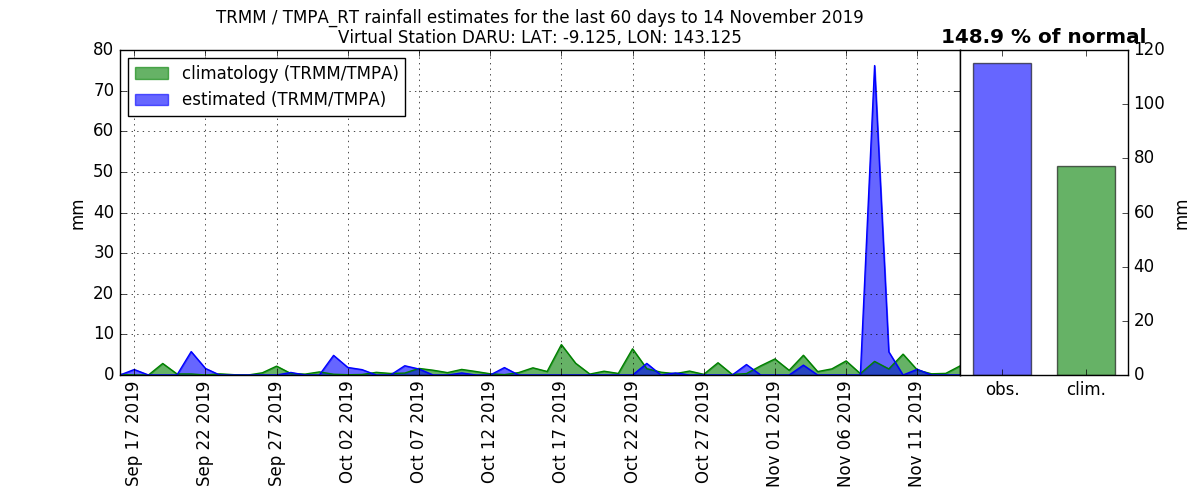 TRMM / TMPA_RT rainfall estimates for the last 60 days to 14 November 2019
Virtual Station DARU: LAT: -9.125, LON: 143.125
148.9 % of normal
climatology (TRMM/TMPA)
estimated (TRMM/TMPA)
80
70
60
50
40
30
20
10
0
mm
Sep 17 2019
Sep 22 2019
Sep 27 2019
Oct 02 2019
Oct 07 2019
Oct 12 2019
Oct 17 2019
Oct 22 2019
Oct 27 2019
Nov 01 2019
Nov 06 2019
Nov 11 2019
120
100
80
60
40
20
0
mm
obs.
clim.